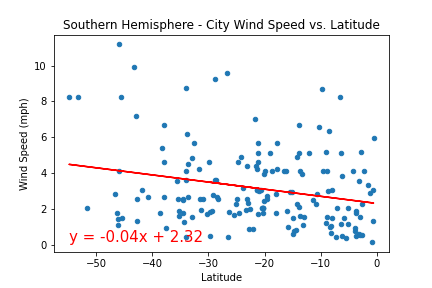 Southern Hemisphere - City Wind Speed vs. Latitude
10
8
6
4
2
0
Wind Speed (mph)
y = -0.04x + 2.32
−50 −40 −30 −20 −10 0
Latitude